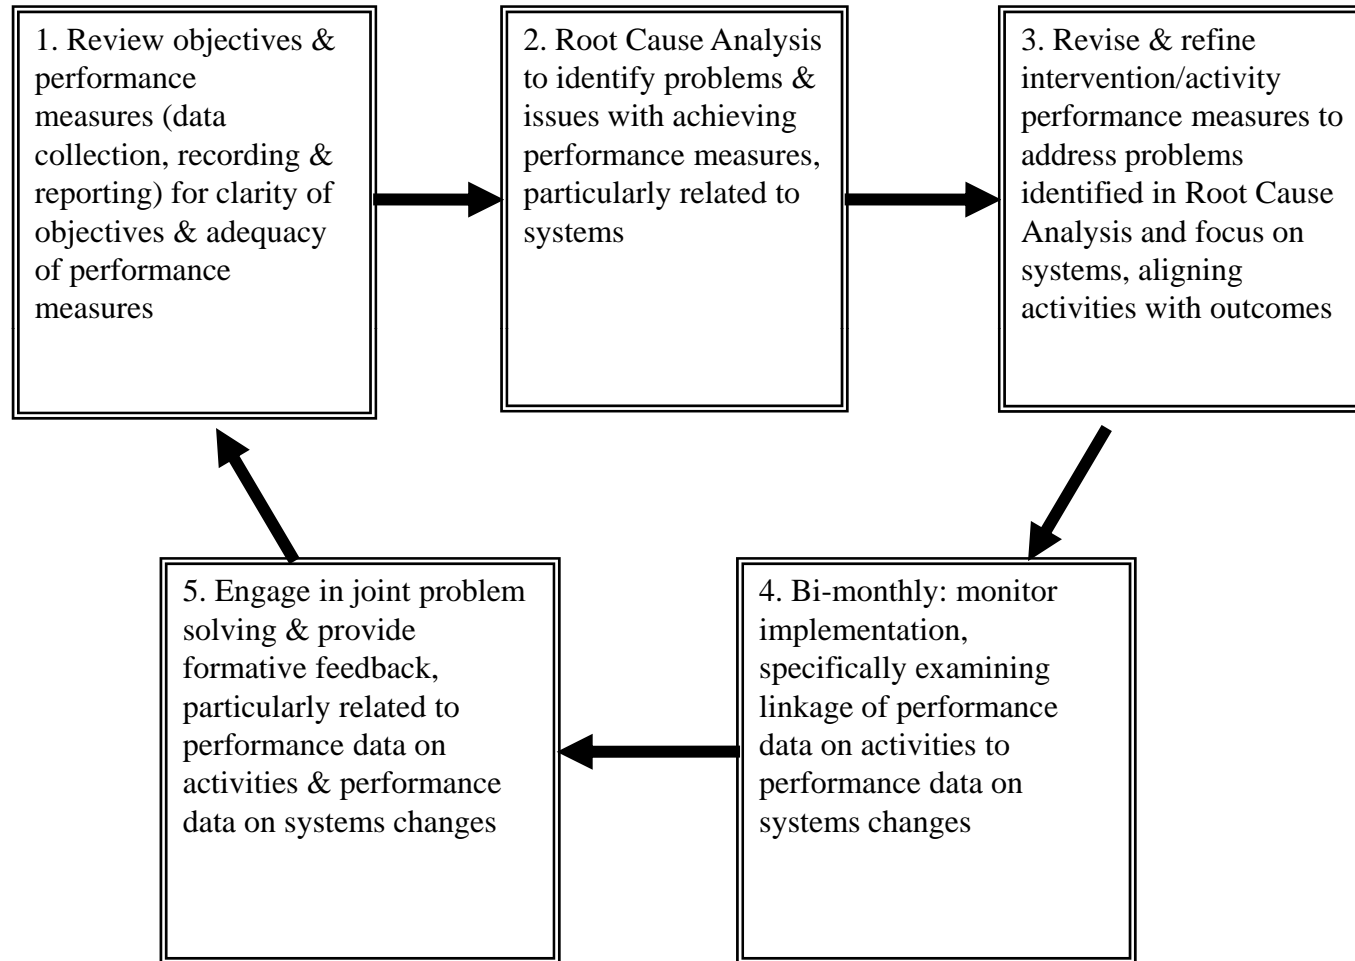 1. Review objectives &
performance
measures (data
collection, recording &
reporting) for clarity of
objectives & adequacy
of performance
measures
2. Root Cause Analysis
to identify problems &
issues with achieving
performance measures,
particularly related to
systems
3. Revise & refine
intervention/activity
performance measures to
address problems
identified in Root Cause
Analysis and focus on
systems, aligning
activities with outcomes
4. Bi-monthly: monitor
implementation,
specifically examining
linkage of performance
data on activities to
performance data on
systems changes
5. Engage in joint problem
solving & provide
formative feedback,
particularly related to
performance data on
activities & performance
data on systems changes